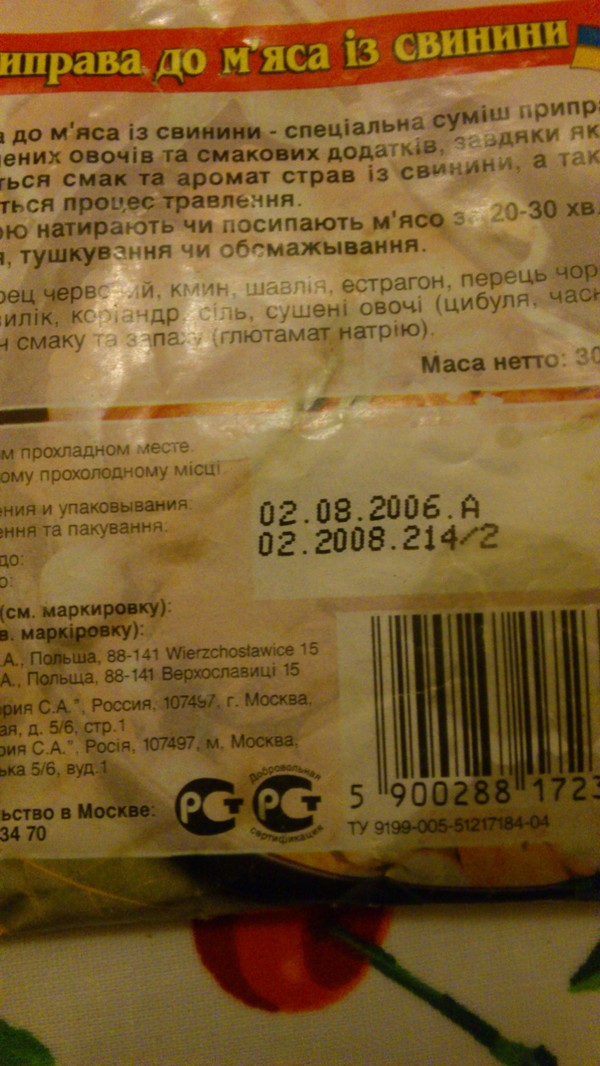 иправа до м'яса із свинини
а до м'яса із свинини - спеціальна суміш припра
ених овочів та смакових додатків, завдяки як
ться смак та аромат страв із свинини, а так
ться процес травлення.
ою натирають чи посипають м'ясо за 20-30 хв.
я, тушкування чи обсмажывання.
рец червоний, кмин, шавлія, естрагон, перець чор
вилік, коріандр, сіль, сушені овочі (цибуля, часн
ч смаку та запаху (глютамат натрію).
Маса нетто: 30
м прохладном месте.
ому прохолодному місці.
ения и упаковывания:
ення та пакування:
02.08.2006.A
02.2008.214/2
до:
о:
(см. маркировку):
в. маркіровку):
.А., Польша, 88-141 Wierzchosławice 15
А., Польща, 88-141 Верхославиці 15
рия С.А.", Россия, 107497, г. Москва,
ая, д. 5/6, стр.1
рия С.А.", Росія, 107497, м. Москва,
ька 5/6, вуд.1
льство в Москве:
34 70
РСТ
Добровольная
РСТ
сертификация
5 900288 1723
ТУ 9199-005-51217184-04